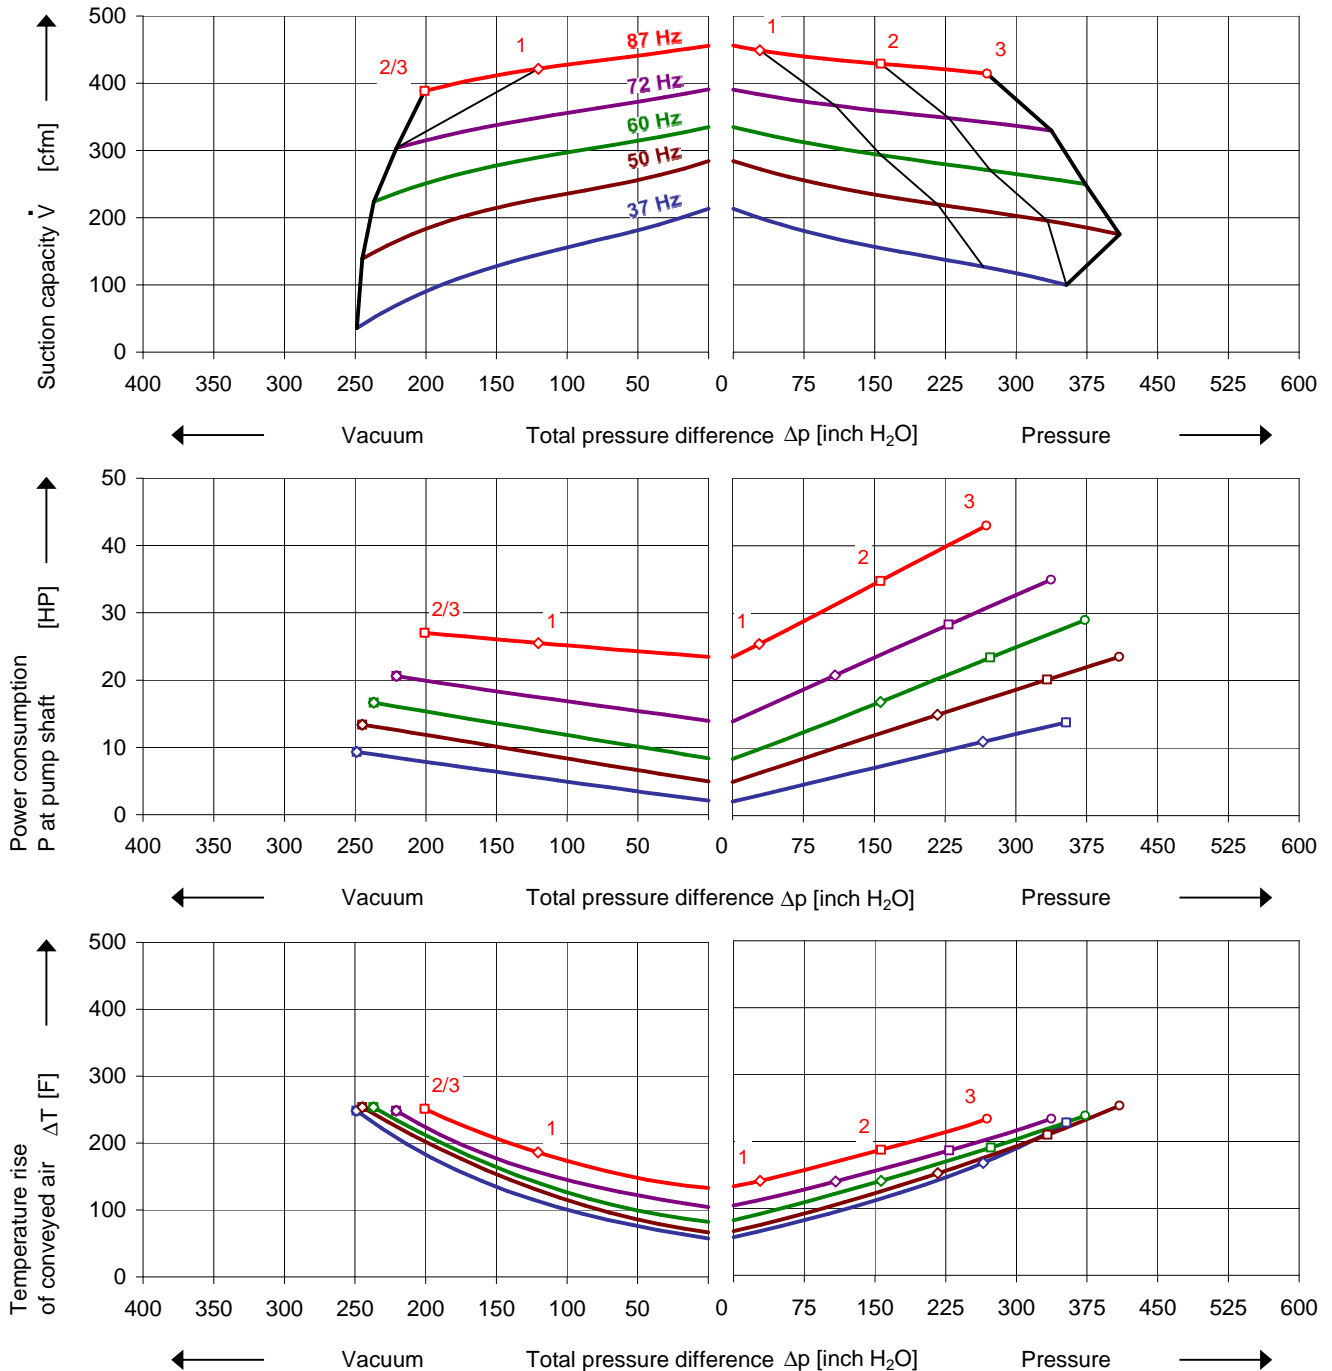 500
400
300
200
100
0
Suction capacity V̇ [cfm]
2/3
1
87 Hz
72 Hz
60 Hz
50 Hz
37 Hz
1
2
3
400 350 300 250 200 150 100 50 0 75 150 225 300 375 450 525 600
Vacuum Total pressure difference Δp [inch H₂O] Pressure
50
40
30
20
10
0
Power consumption
P at pump shaft [HP]
2/3
1
1
2
3
400 350 300 250 200 150 100 50 0 75 150 225 300 375 450 525 600
Vacuum Total pressure difference Δp [inch H₂O] Pressure
500
400
300
200
100
0
Temperature rise
of conveyed air ΔT [F]
2/3
1
1
2
3
400 350 300 250 200 150 100 50 0 75 150 225 300 375 450 525 600
Vacuum Total pressure difference Δp [inch H₂O] Pressure